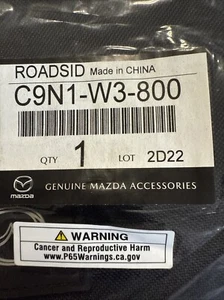 ROADSID Made in CHINA
C9N1-W3-800
QTY 1 LOT 2D22
mazda GENUINE MAZDA ACCESSORIES
WARNING
Cancer and Reproductive Harm
www.P65Warnings.ca.gov